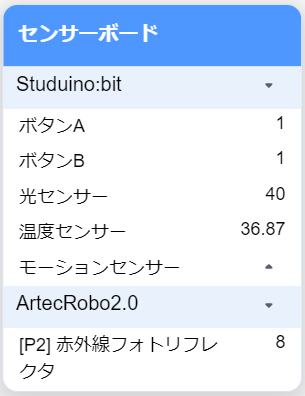 センサーボード
Studuino:bit
ボタンA 1
ボタンB 1
光センサー 40
温度センサー 36.87
モーションセンサー
ArtecRobo2.0
[P2] 赤外線フォトリフレ 8
クタ